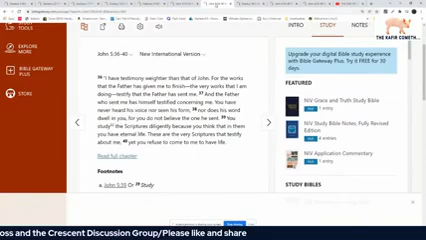 INTRO
STUDY
NOTES
TOOLS
EXPLORE
MORE
BIBLE GATEWAY
PLUS
STORE
THE KAFIR COMETH...
John 5:36-40
New International Version
36 "I have testimony weightier than that of John. For the works
that the Father has given me to finish—the very works that I am
doing—testify that the Father has sent me. 37 And the Father
who sent me has himself testified concerning me. You have
never heard his voice nor seen his form, 38 nor does his word
dwell in you, for you do not believe the one he sent. 39 You
study[a] the Scriptures diligently because you think that in them
you have eternal life. These are the very Scriptures that testify
about me, 40 yet you refuse to come to me to have life.
Read full chapter
Footnotes
a. John 5:39 Or Study
Upgrade your digital Bible study experience
with Bible Gateway Plus. Try it FREE for 30
days.
FEATURED
NIV Grace and Truth Study Bible
1 entry
NIV Study Bible Notes, Fully Revised
Edition
entries
NIV Application Commentary
1 entry
STUDY BIBLES
oss and the Crescent Discussion Group/Please like and share